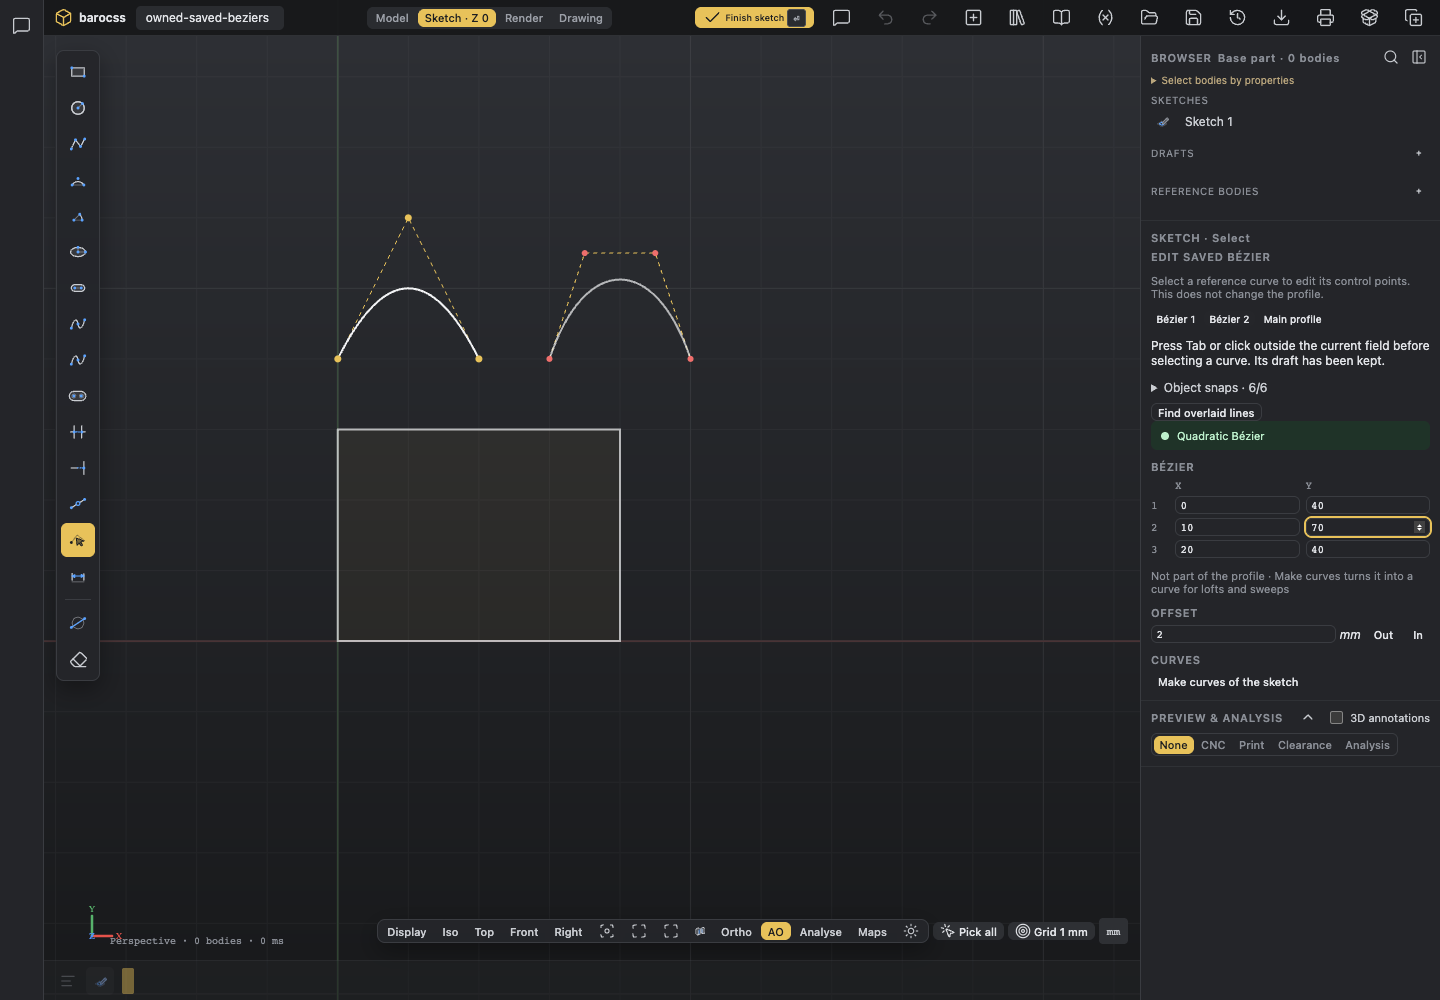 barocss
owned-saved-beziers
Model
Sketch · Z 0
Render
Drawing
Finish sketch
BROWSER Base part · 0 bodies
Select bodies by properties
SKETCHES
Sketch 1
DRAFTS
REFERENCE BODIES
SKETCH · Select
EDIT SAVED BÉZIER
Select a reference curve to edit its control points.
This does not change the profile.
Bézier 1 Bézier 2 Main profile
Press Tab or click outside the current field before
selecting a curve. Its draft has been kept.
Object snaps · 6/6
Find overlaid lines
Quadratic Bézier
BÉZIER
X Y
1 0 40
2 10 70
3 20 40
Not part of the profile · Make curves turns it into a
curve for lofts and sweeps
OFFSET
2 mm Out In
CURVES
Make curves of the sketch
PREVIEW & ANALYSIS 3D annotations
None CNC Print Clearance Analysis
Y
Z X
Perspective · 0 bodies · 0 ms
Display Iso Top Front Right Ortho AO Analyse Maps
Pick all
Grid 1 mm
mm